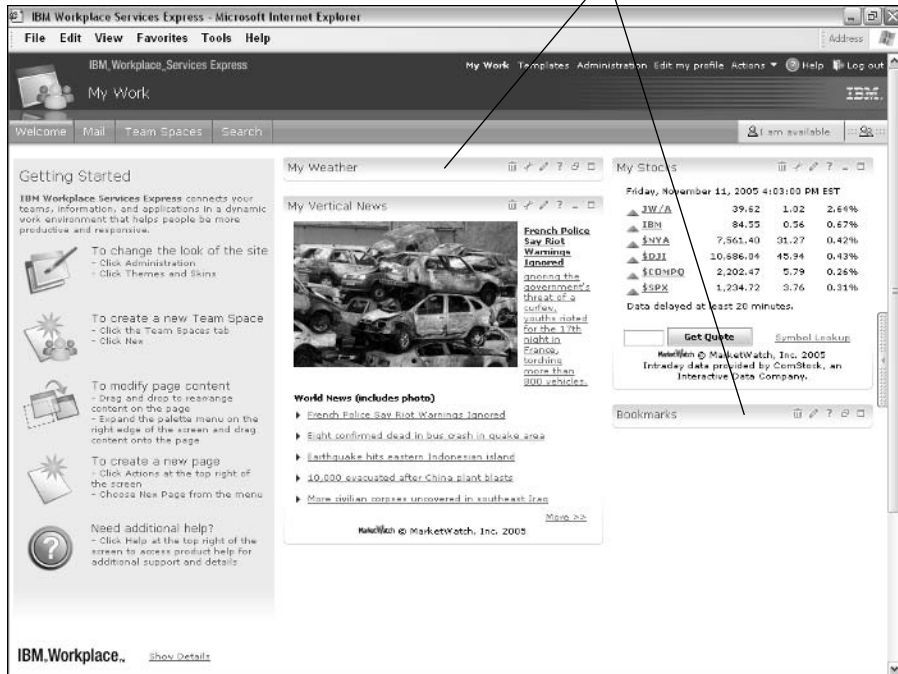 IBM Workplace Services Express - Microsoft Internet Explorer
File Edit View Favorites Tools Help
Address
IBM Workplace Services Express
My Work Templates Administration Edit my profile Actions Help Log out
My Work
IBM.
Welcome Mail Team Spaces Search
I am available
Getting Started
IBM Workplace Services Express connects your
teams, information, and applications in a dynamic
work environment that helps people be more
productive and responsive.
To change the look of the site
- Click Administration
- Click Themes and Skins
To create a new Team Space
- Click the Team Spaces tab
- Click New
To modify page content
- Drag and drop to rearrange
content on the page
- Expand the palette menu on the
right edge of the screen and drag
content onto the page
To create a new page
- Click Actions at the top right of
the screen
- Choose New Page from the menu
Need additional help?
- Click Help at the top right of the
screen to access product help for
additional support and details
IBM Workplace™ Show Details
My Weather
My Vertical News
French Police
Say Riot
Warnings
Ignored
Ignoring the
government's
threat of a
curfew,
youths rioted
for the 17th
night in
France,
torching
more than
800 vehicles.
World News (includes photo)
French Police Say Riot Warnings Ignored
Eight confirmed dead in bus crash in quake area
Earthquake hits eastern Indonesian island
10,000 evacuated after China plant blasts
More civilian corpses uncovered in southeast Iraq
More >>
MarketWatch © MarketWatch, Inc. 2005
My Stocks
Friday, November 11, 2005 4:03:00 PM EST
JW/A 39.62 1.02 2.64%
IBM 84.55 0.56 0.67%
$NYA 7,561.40 31.27 0.42%
$DJI 10,686.04 45.94 0.43%
$COMPQ 2,202.47 5.79 0.26%
$SPX 1,234.72 3.76 0.31%
Data delayed at least 20 minutes.
Get Quote Symbol Lookup
MarketWatch © MarketWatch, Inc. 2005
Intraday data provided by ComStock, an
Interactive Data Company.
Bookmarks